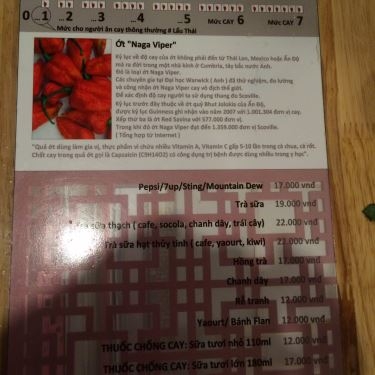 0 ...1 ...2 ...3 ...4 ...5 Mức CAY 6 Mức CAY 7
Mức cho người ăn cay thông thường # Lẩu Thái
Ớt "Naga Viper"
Kỷ lục về độ cay của ớt không phải đến từ Thái Lan, Mexico hoặc Ấn Độ
mà ra đời trong một nhà kính ở Cumbria, tây bắc nước Anh.
Đó là loại ớt Naga Viper.
Các chuyên gia tại Đại học Warwick ( Anh ) đã thử nghiệm, đo lường
và công nhận ớt Naga Viper cay vô địch thế giới.
Để xác định độ cay người ta sử dụng thang đo Scoville.
Kỷ lục trước đây thuộc về ớt quỷ Bhut Jolokia của Ấn Độ,
được kỷ lục Guiness ghi nhận vào năm 2007 với 1.001.304 đơn vị cay.
Xếp thứ ba là ớt Red Savina với 577.000 đơn vị.
Trong khi đó ớt Naga Viper đạt đến 1.359.000 đơn vị Scoville.
( Tổng hợp từ Internet )
" Quả ớt dùng làm gia vị, thực phẩm vì chứa nhiều Vitamin A, Vitamin C gấp 5-10 lần trong cà chua, cà rốt.
Chất cay trong quả ớt gọi là Capsaicin (C9H14O2) có công dụng trị bệnh được dùng nhiều trong y học".
Pepsi/7up/Sting/Mountain Dew 17.000 vnđ
Trà sữa 19.000 vnđ
Trà sữa thạch ( cafe, socola, chanh dây, trái cây) 22.000 vnđ
Trà sữa hạt thủy tinh ( cafe, yaourt, kiwi) 22.000 vnđ
Hồng trà 17.000 vnđ
Chanh dây 17.000 vnđ
Rễ tranh 12.000 vnđ
Yaourt/ Bánh Flan 12.000 vnđ
THUỐC CHỐNG CAY: Sữa tươi nhỏ 110ml 12.000 vnđ
THUỐC CHỐNG CAY: Sữa tươi lớn 180ml 17.000 vnđ